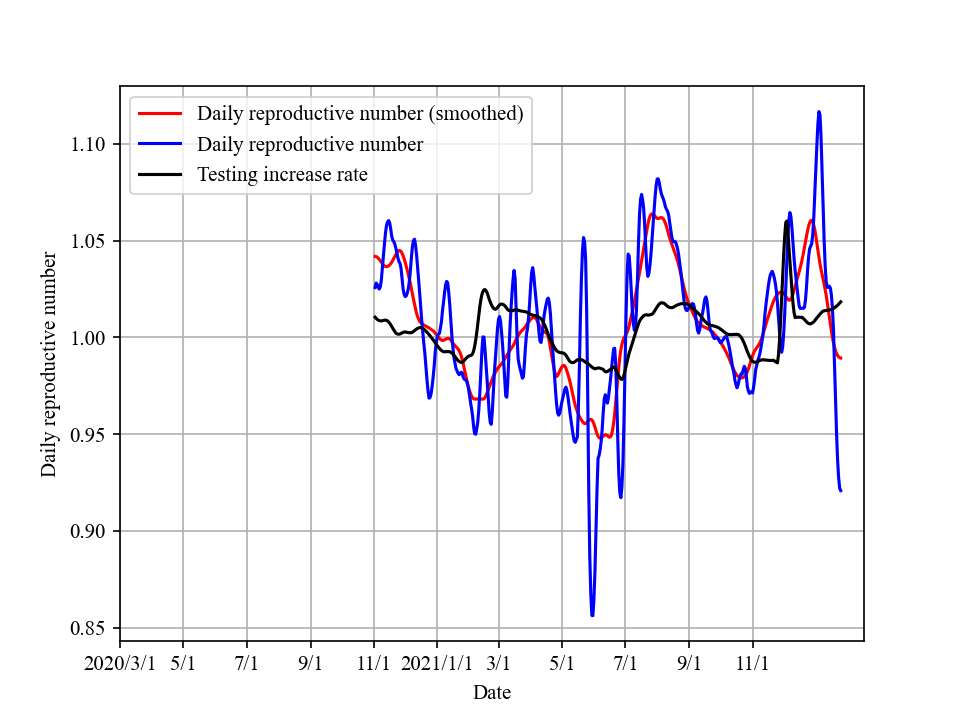 Daily reproductive number (smoothed)
Daily reproductive number
Testing increase rate
Daily reproductive number
1.10
1.05
1.00
0.95
0.90
0.85
2020/3/1 5/1 7/1 9/1 11/1 2021/1/1 3/1 5/1 7/1 9/1 11/1
Date